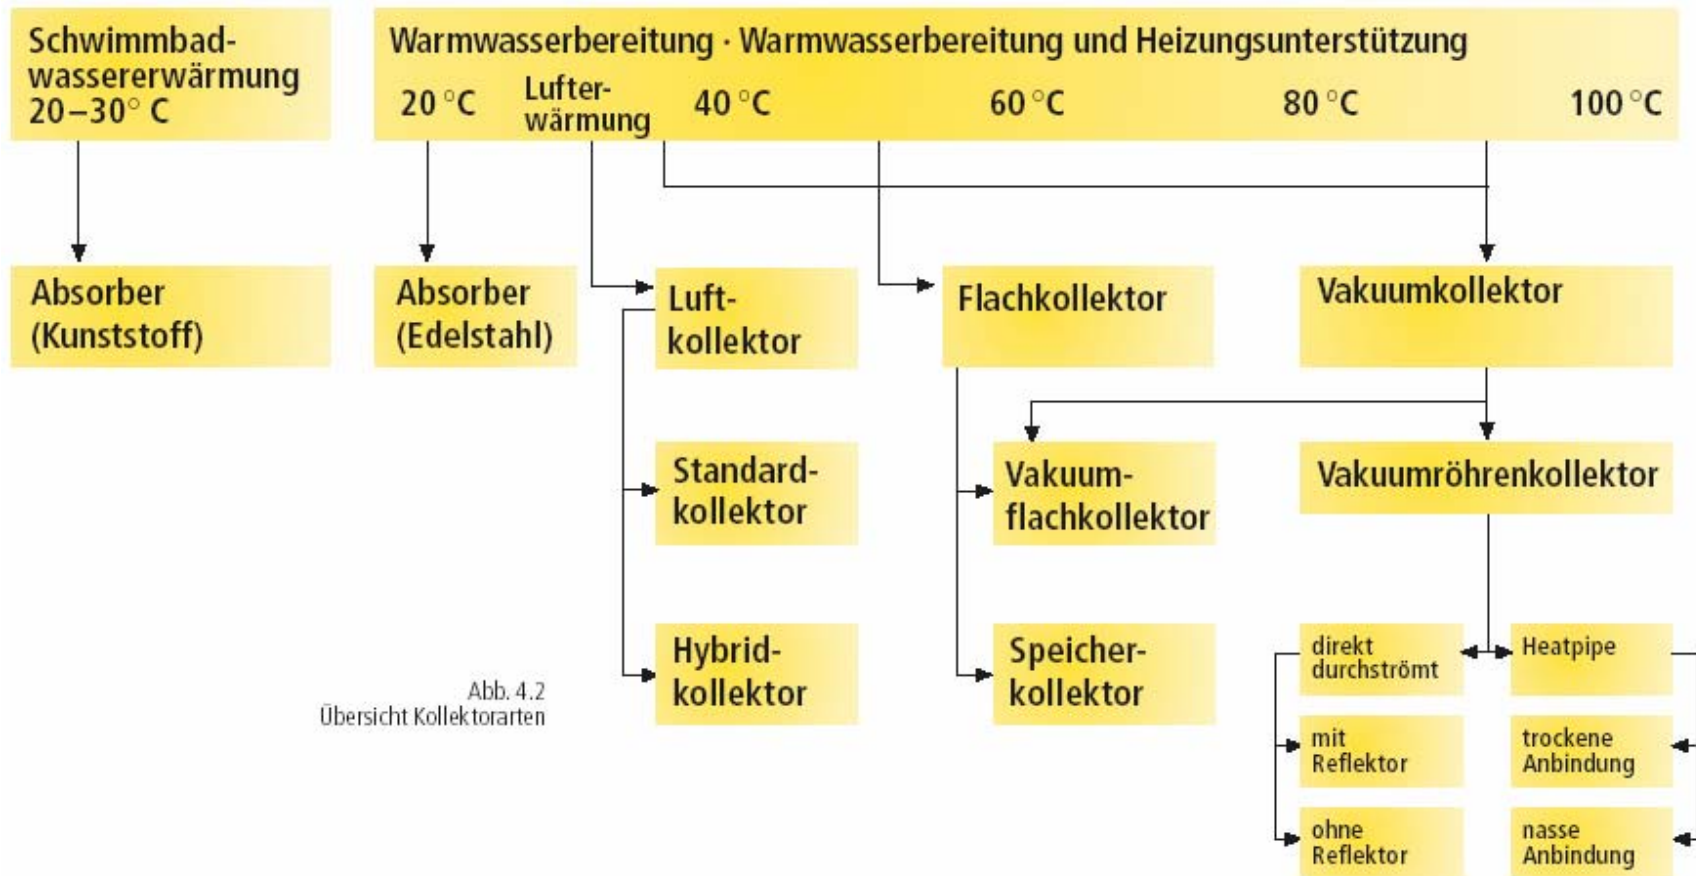 Schwimmbad-
wassererwärmung
20–30° C
Warmwasserbereitung · Warmwasserbereitung und Heizungsunterstützung
20 °C
Lufter-
wärmung
40 °C
60 °C
80 °C
100 °C
Absorber
(Kunststoff)
Absorber
(Edelstahl)
Luft-
kollektor
Flachkollektor
Vakuumkollektor
Standard-
kollektor
Vakuum-
flachkollektor
Vakuumröhrenkollektor
Hybrid-
kollektor
Speicher-
kollektor
direkt
durchströmt
Heatpipe
Abb. 4.2
Übersicht Kollektorarten
mit
Reflektor
trockene
Anbindung
ohne
Reflektor
nasse
Anbindung